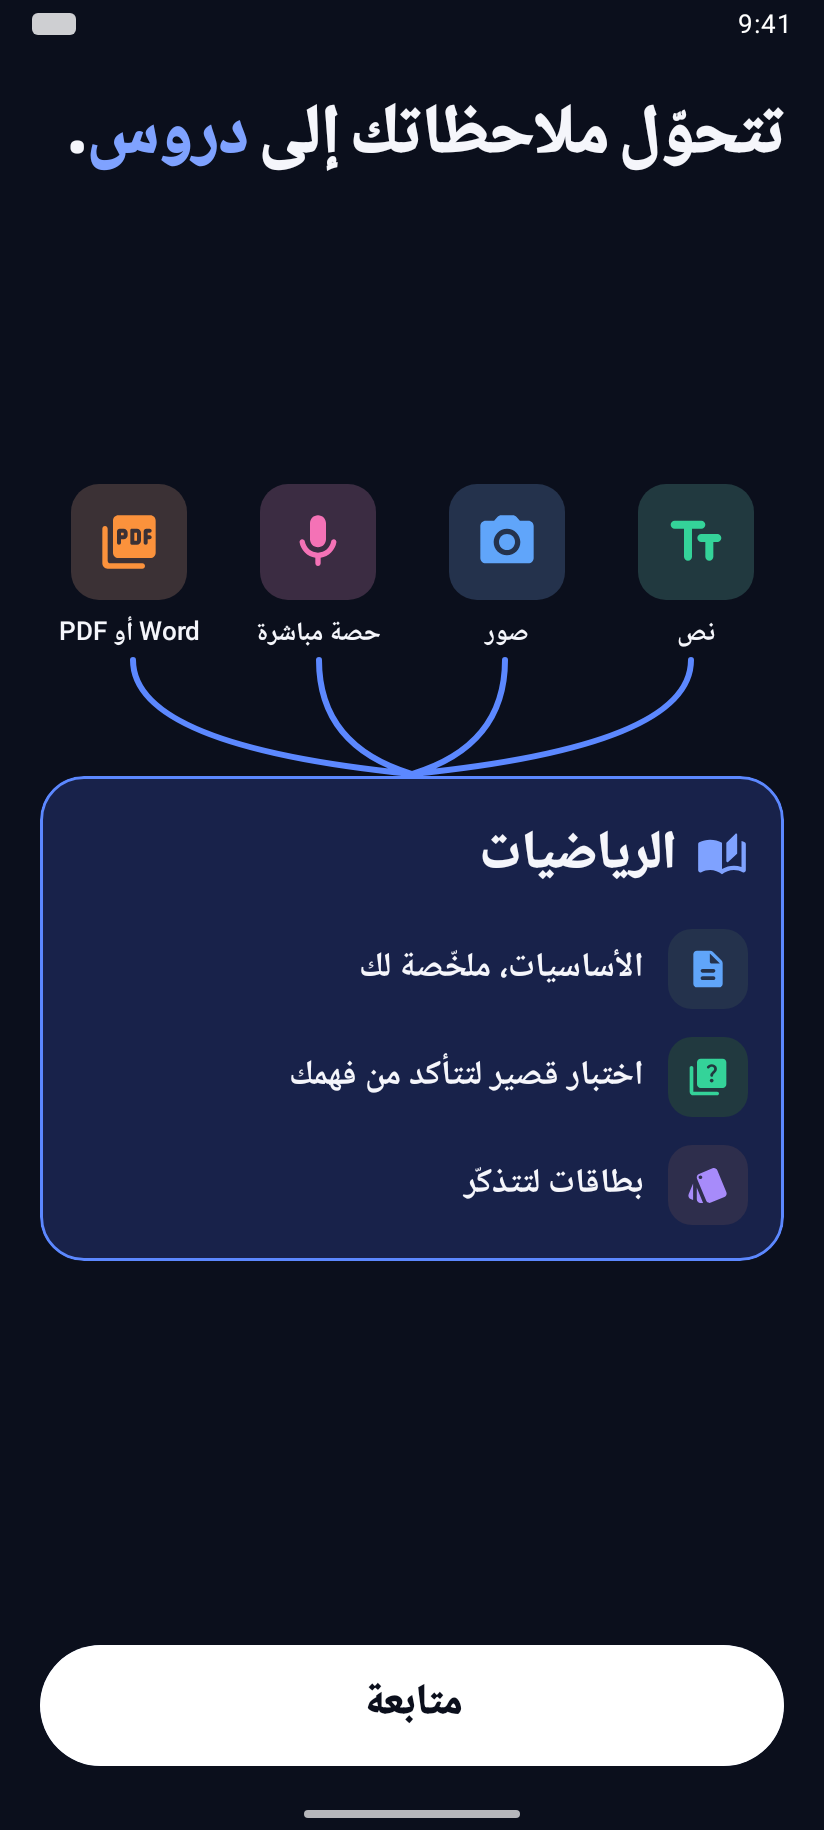 9:41
تتحوّل ملاحظاتك إلى دروس.
PDF
نص
صور
حصة مباشرة
PDF أو Word
الرياضيات
الأساسيات، ملخّصة لك
اختبار قصير لتتأكد من فهمك
بطاقات لتتذكّر
متابعة